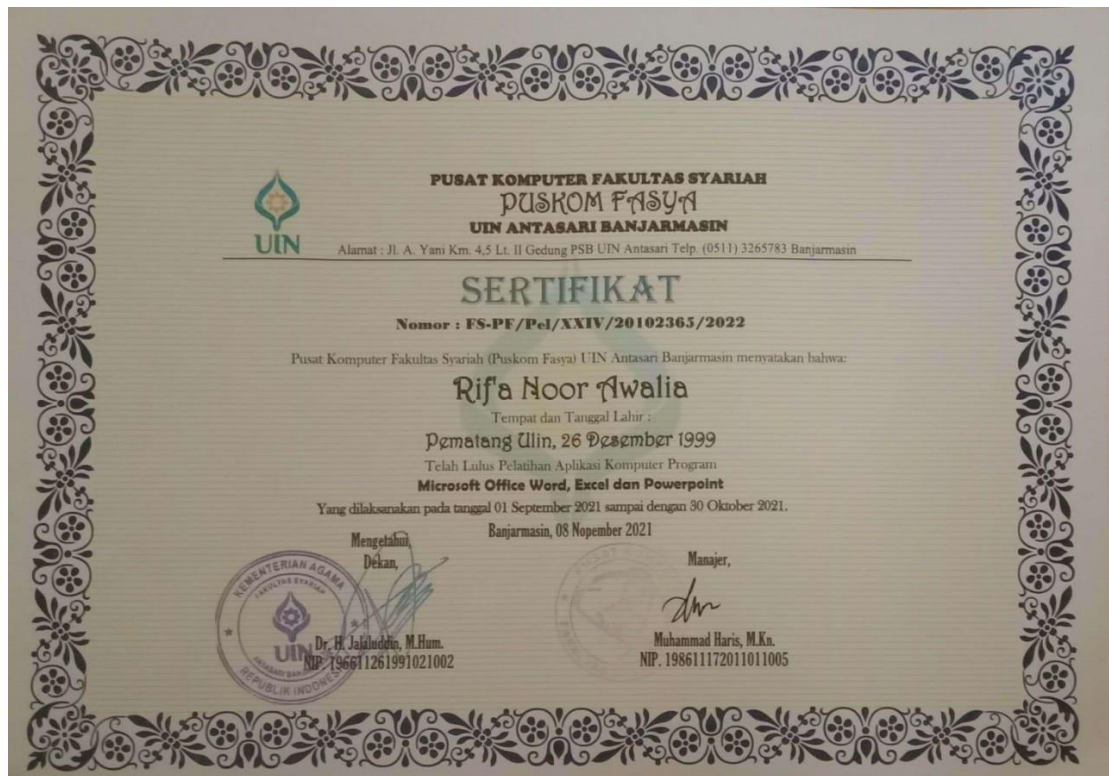 UIN
PUSAT KOMPUTER FAKULTAS SYARIAH
PUSKOM FASYA
UIN ANTASARI BANJARMASIN
Alamat : Jl. A. Yani Km. 4,5 Lt. II Gedung PSB UIN Antasari Telp. (0511) 3265783 Banjarmasin
SERTIFIKAT
Nomor : FS-PF/Pel/XXIV/20102365/2022
Pusat Komputer Fakultas Syariah (Puskom Fasya) UIN Antasari Banjarmasin menyatakan bahwa:
Rif'a Noor Awalia
Tempat dan Tanggal Lahir :
Pematang Ulin, 26 Desember 1999
Telah Lulus Pelatihan Aplikasi Komputer Program
Microsoft Office Word, Excel dan Powerpoint
Yang dilaksanakan pada tanggal 01 September 2021 sampai dengan 30 Oktober 2021.
Banjarmasin, 08 Nopember 2021
Mengetahui,
Dekan,
KEMENTERIAN AGAMA
FAKULTAS SYARIAH
UIN
REPUBLIK INDONESIA
Dr. H. Jalaluddin, M.Hum.
NIP. 196611261991021002
Manajer,
Muhammad Haris, M.Kn.
NIP. 198611172011011005